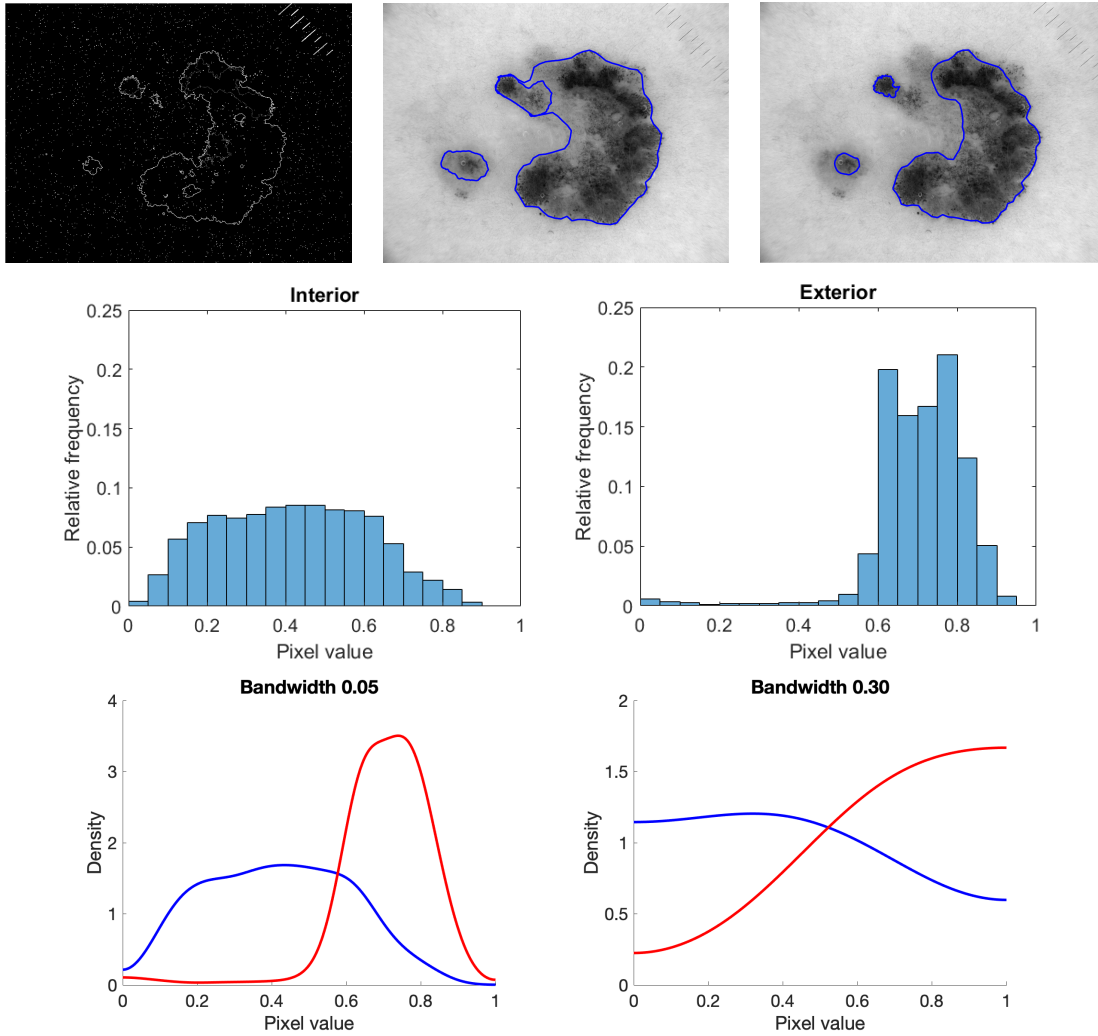 Interior
0.25
0.2
0.15
0.1
0.05
0
Relative frequency
0 0.2 0.4 0.6 0.8 1
Pixel value
Exterior
0.25
0.2
0.15
0.1
0.05
0
Relative frequency
0 0.2 0.4 0.6 0.8 1
Pixel value
Bandwidth 0.05
4
3
2
1
0
Density
0 0.2 0.4 0.6 0.8 1
Pixel value
Bandwidth 0.30
2
1.5
1
0.5
0
Density
0 0.2 0.4 0.6 0.8 1
Pixel value